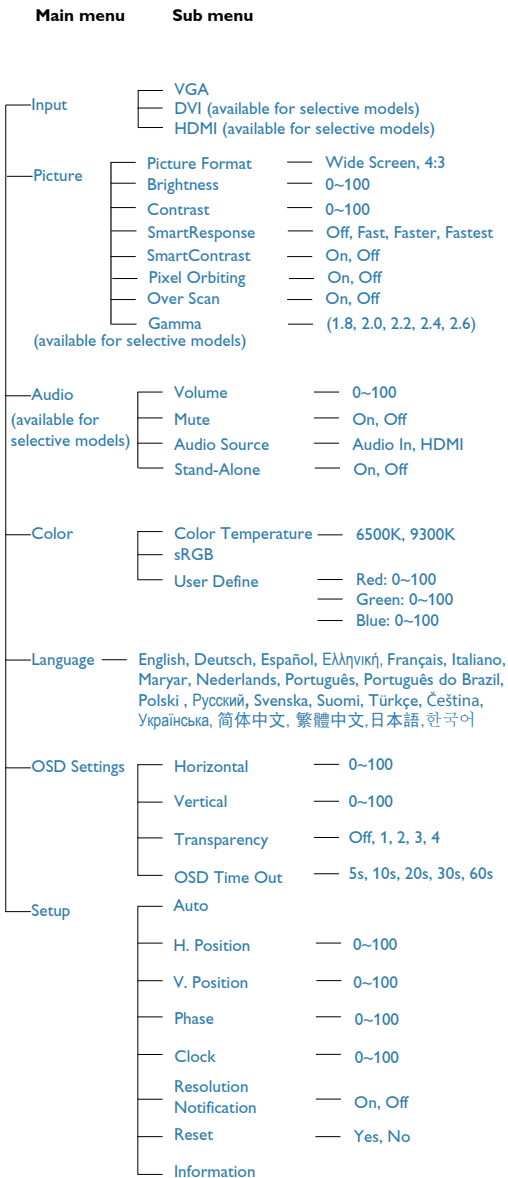 Main menu Sub menu
Input
VGA
DVI (available for selective models)
HDMI (available for selective models)
Picture
Picture Format Wide Screen, 4:3
Brightness 0~100
Contrast 0~100
SmartResponse Off, Fast, Faster, Fastest
SmartContrast On, Off
Pixel Orbiting On, Off
Over Scan On, Off
Gamma (1.8, 2.0, 2.2, 2.4, 2.6)
(available for selective models)
Audio
(available for
selective models)
Volume 0~100
Mute On, Off
Audio Source Audio In, HDMI
Stand-Alone On, Off
Color
Color Temperature 6500K, 9300K
sRGB
User Define Red: 0~100
Green: 0~100
Blue: 0~100
Language English, Deutsch, Español, Ελληνική, Français, Italiano,
Maryar, Nederlands, Português, Português do Brazil,
Polski , Русский, Svenska, Suomi, Türkçe, Čeština,
Українська, 简体中文, 繁體中文,日本語,한국어
OSD Settings
Horizontal 0~100
Vertical 0~100
Transparency Off, 1, 2, 3, 4
OSD Time Out 5s, 10s, 20s, 30s, 60s
Setup
Auto
H. Position 0~100
V. Position 0~100
Phase 0~100
Clock 0~100
Resolution
Notification On, Off
Reset Yes, No
Information